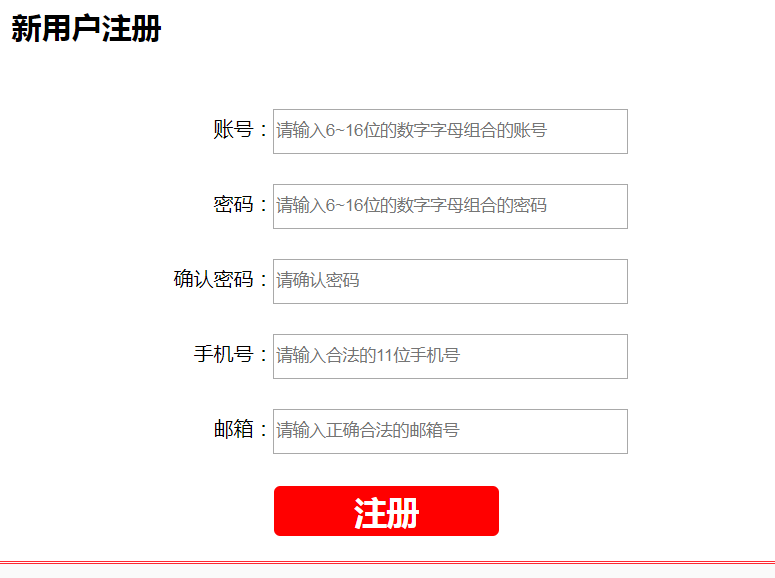 新用户注册
账号：请输入6~16位的数字字母组合的账号
密码：请输入6~16位的数字字母组合的密码
确认密码：请确认密码
手机号：请输入合法的11位手机号
邮箱：请输入正确合法的邮箱号
注册